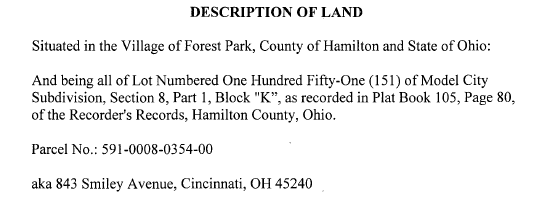 DESCRIPTION OF LAND
Situated in the Village of Forest Park, County of Hamilton and State of Ohio:
And being all of Lot Numbered One Hundred Fifty-One (151) of Model City
Subdivision, Section 8, Part 1, Block "K”, as recorded in Plat Book 105, Page 80,
of the Recorder's Records, Hamilton County, Ohio.
Parcel No.: 591-0008-0354-00
aka 843 Smiley Avenue, Cincinnati, OH 45240